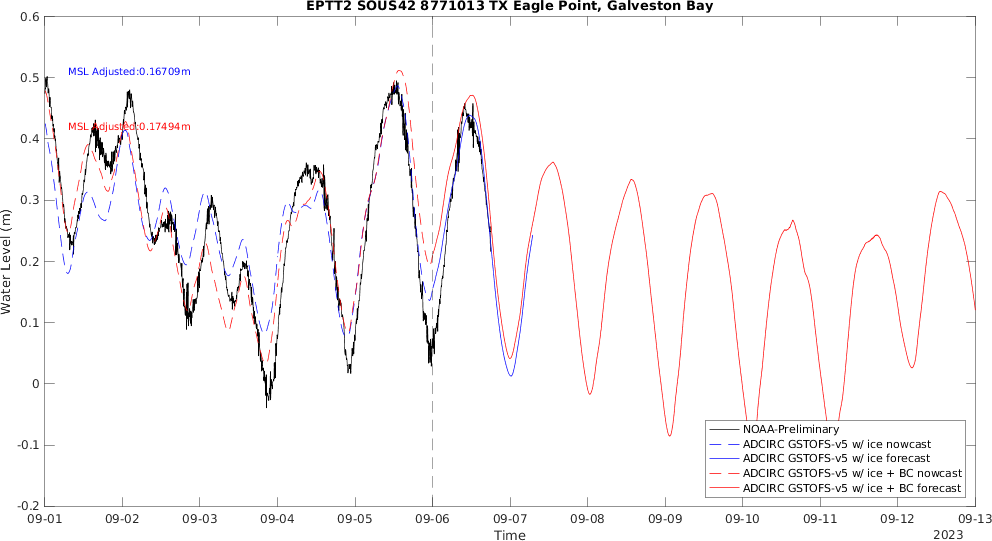 EPTT2 SOUS42 8771013 TX Eagle Point, Galveston Bay
0.6
0.5
0.4
0.3
0.2
0.1
0
-0.1
-0.2
Water Level (m)
MSL Adjusted:0.16709m
MSL Adjusted:0.17494m
NOAA-Preliminary
ADCIRC GSTOFS-v5 w/ ice nowcast
ADCIRC GSTOFS-v5 w/ ice forecast
ADCIRC GSTOFS-v5 w/ ice + BC nowcast
ADCIRC GSTOFS-v5 w/ ice + BC forecast
09-01 09-02 09-03 09-04 09-05 09-06 09-07 09-08 09-09 09-10 09-11 09-12 09-13
Time
2023